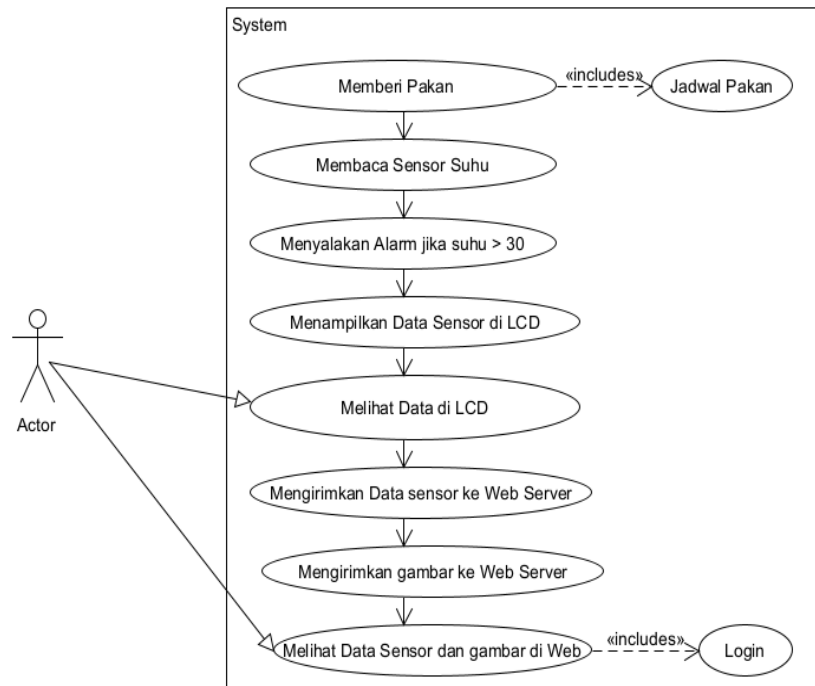 System
Memberi Pakan
«includes»
Jadwal Pakan
Membaca Sensor Suhu
Menyalakan Alarm jika suhu > 30
Menampilkan Data Sensor di LCD
Actor
Melihat Data di LCD
Mengirimkan Data sensor ke Web Server
Mengirimkan gambar ke Web Server
Melihat Data Sensor dan gambar di Web
«includes»
Login